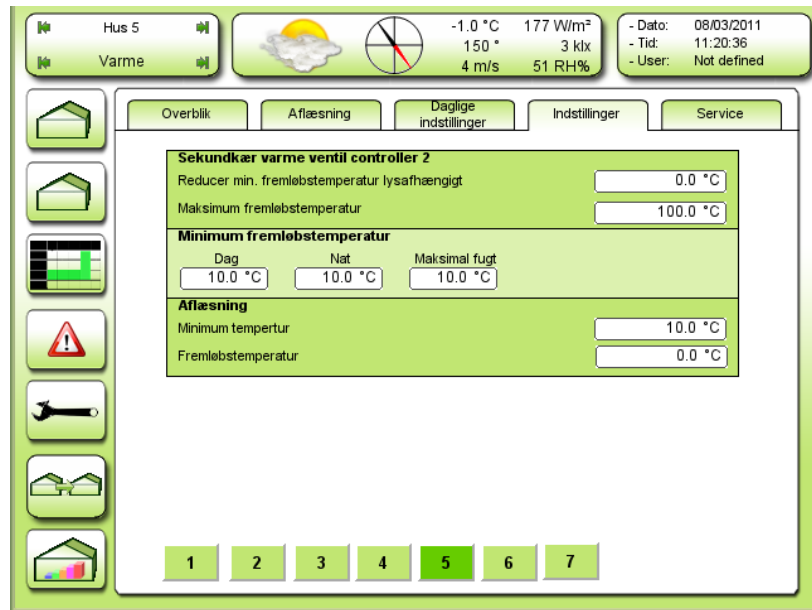 Hus 5
Varme
-1.0 °C 177 W/m²
150 ° 3 klx
4 m/s 51 RH%
- Dato: 08/03/2011
- Tid: 11:20:36
- User: Not defined
Overblik
Aflæsning
Daglige
indstillinger
Indstillinger
Service
Sekundkær varme ventil controller 2
Reducer min. fremløbstemperatur lysafhængigt 0.0 °C
Maksimum fremløbstemperatur 100.0 °C
Minimum fremløbstemperatur
Dag Nat Maksimal fugt
10.0 °C 10.0 °C 10.0 °C
Aflæsning
Minimum tempertur 10.0 °C
Fremløbstemperatur 0.0 °C
1 2 3 4 5 6 7